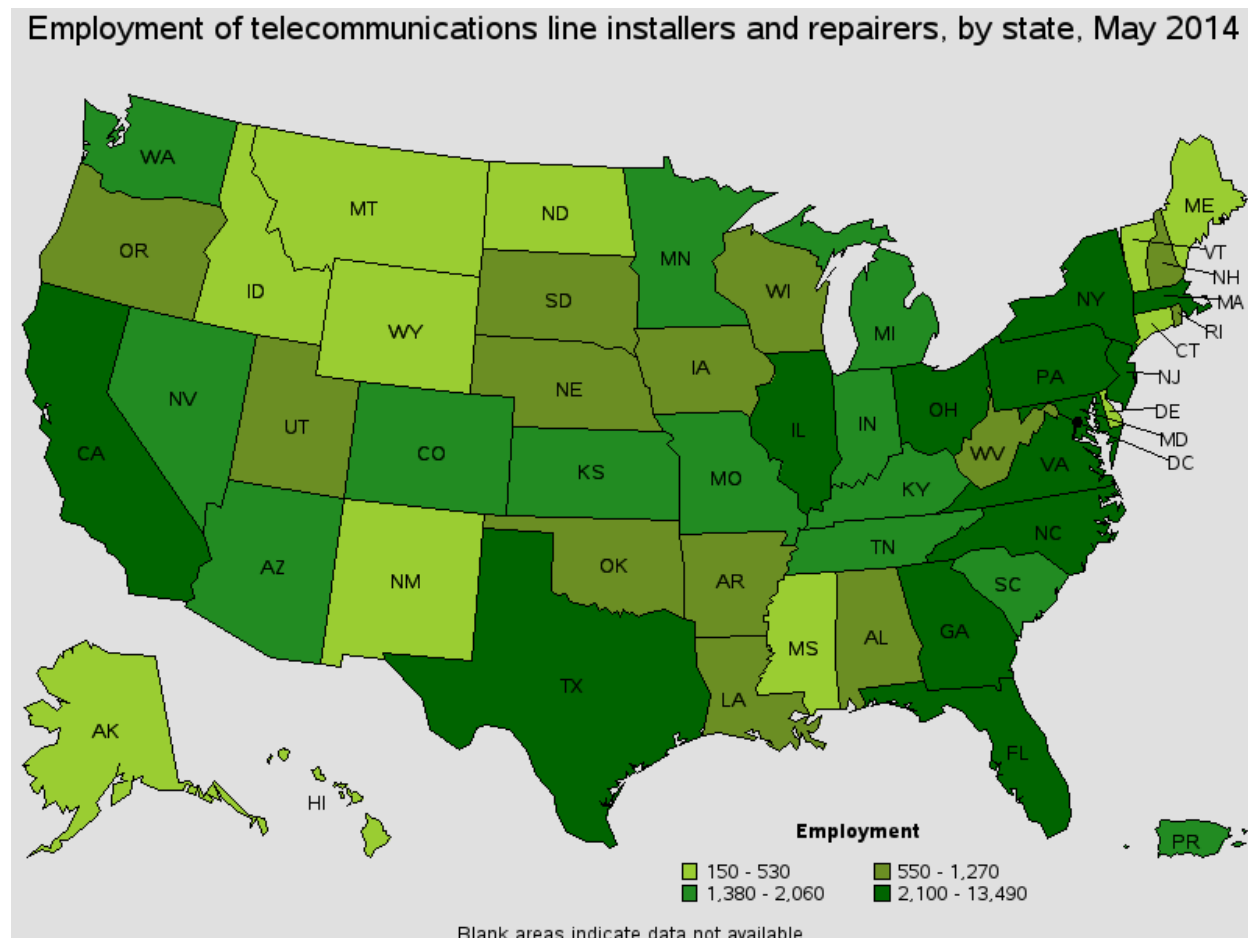 Employment of telecommunications line installers and repairers, by state, May 2014
WA
MT
ND
ME
OR
MN
VT
ID
SD
WI
NH
NY
MA
WY
MI
RI
IA
CT
NE
PA
NJ
NV
OH
DE
UT
IL
IN
MD
CA
CO
WV
VA
DC
KS
MO
KY
NC
TN
AZ
OK
NM
AR
SC
GA
MS
AL
TX
LA
AK
FL
HI
PR
Employment
150 - 530
550 - 1,270
1,380 - 2,060
2,100 - 13,490
Blank areas indicate data not available